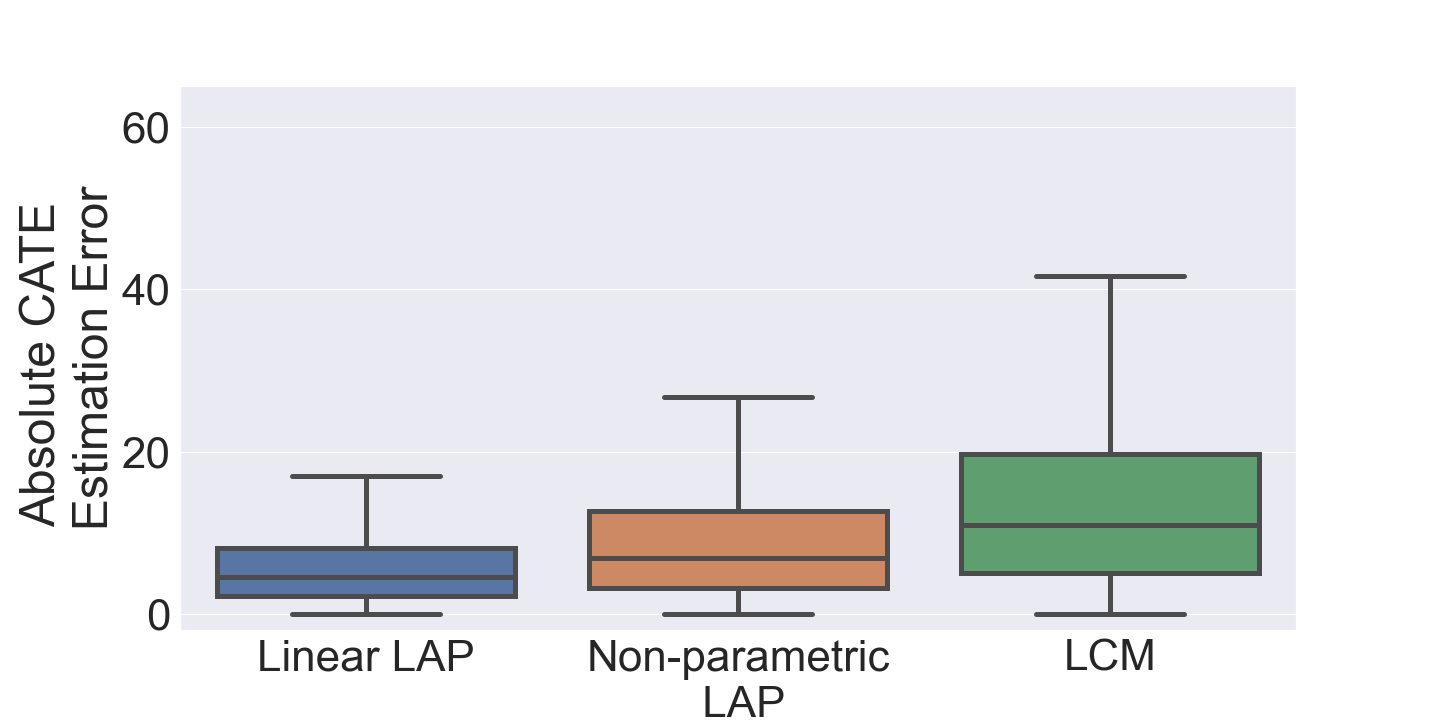 Absolute CATE
Estimation Error
60
40
20
0
Linear LAP
Non-parametric
LAP
LCM